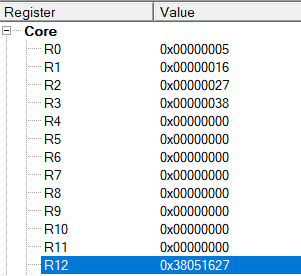 Register Value
Core
R0 0x00000005
R1 0x00000016
R2 0x00000027
R3 0x00000038
R4 0x00000000
R5 0x00000000
R6 0x00000000
R7 0x00000000
R8 0x00000000
R9 0x00000000
R10 0x00000000
R11 0x00000000
R12 0x38051627